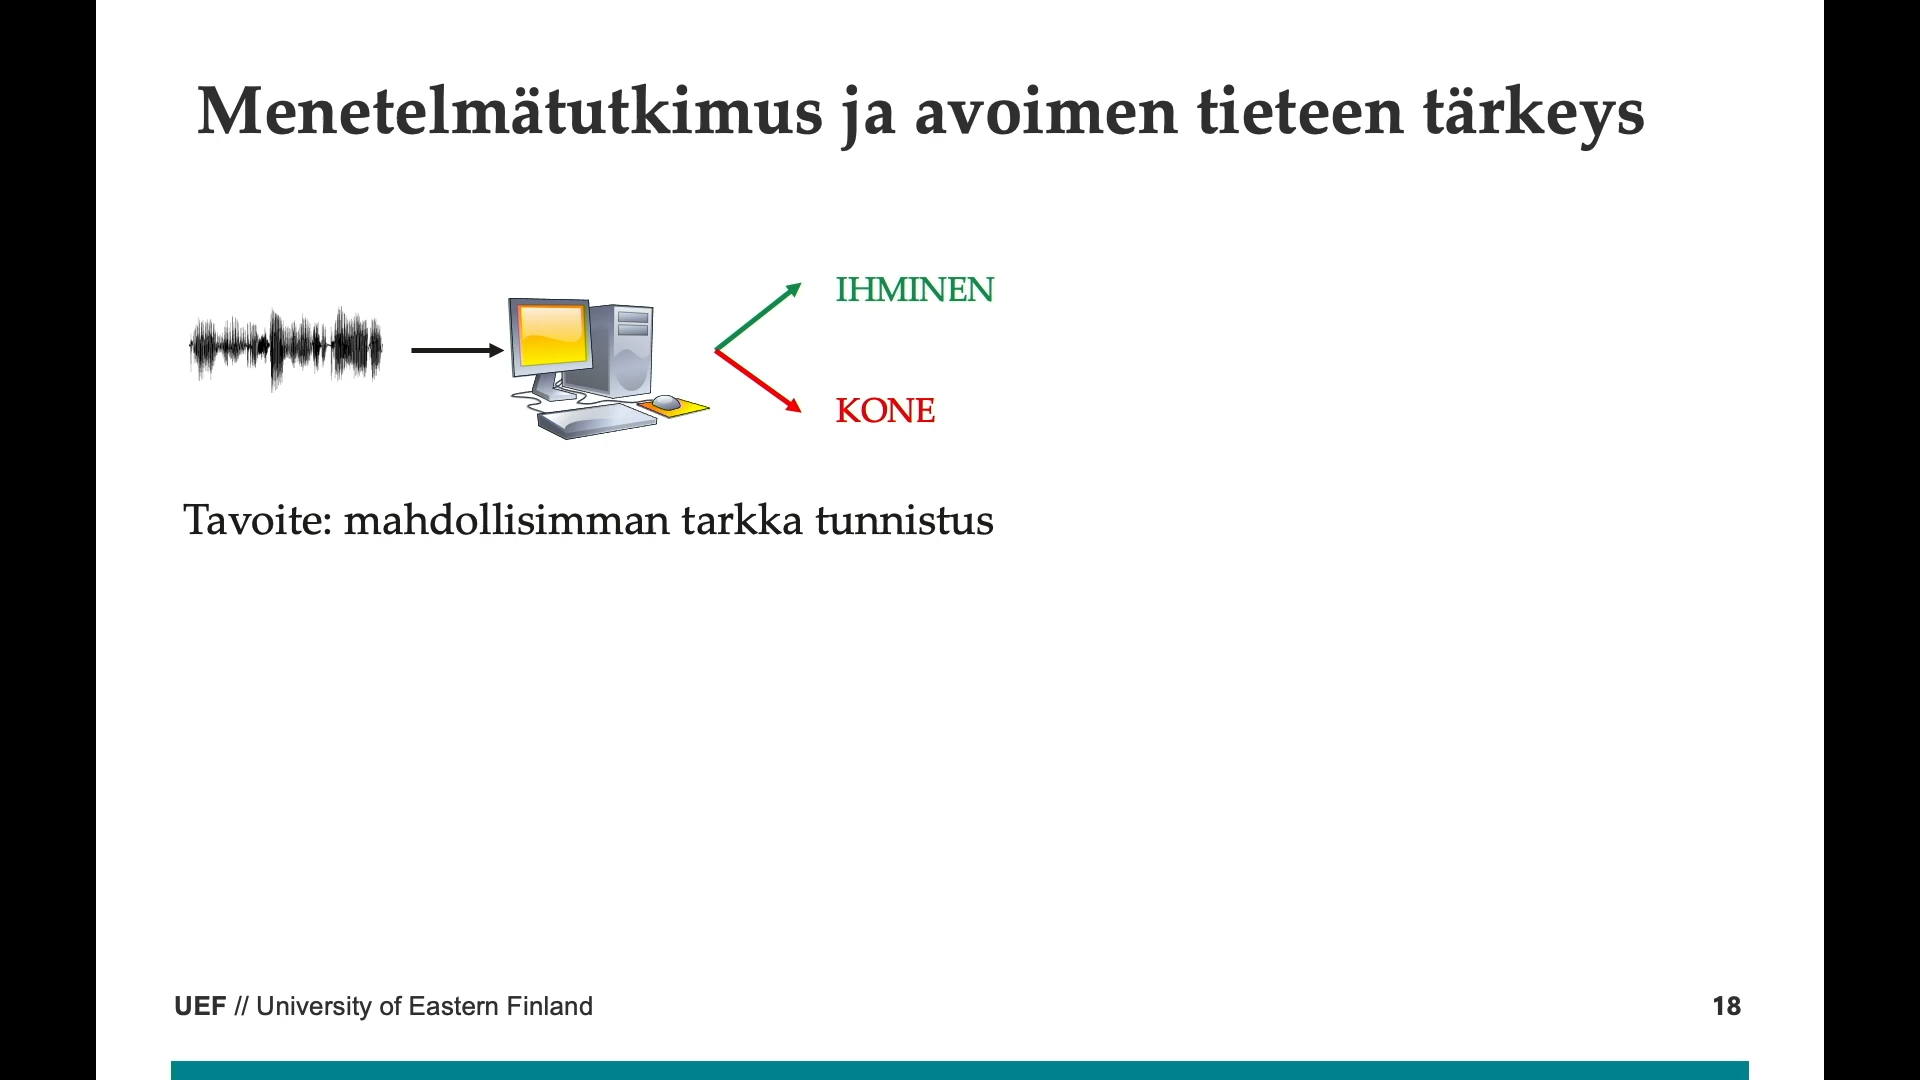 Menetelmätutkimus ja avoimen tieteen tärkeys
IHMINEN
KONE
Tavoite: mahdollisimman tarkka tunnistus
UEF // University of Eastern Finland
18